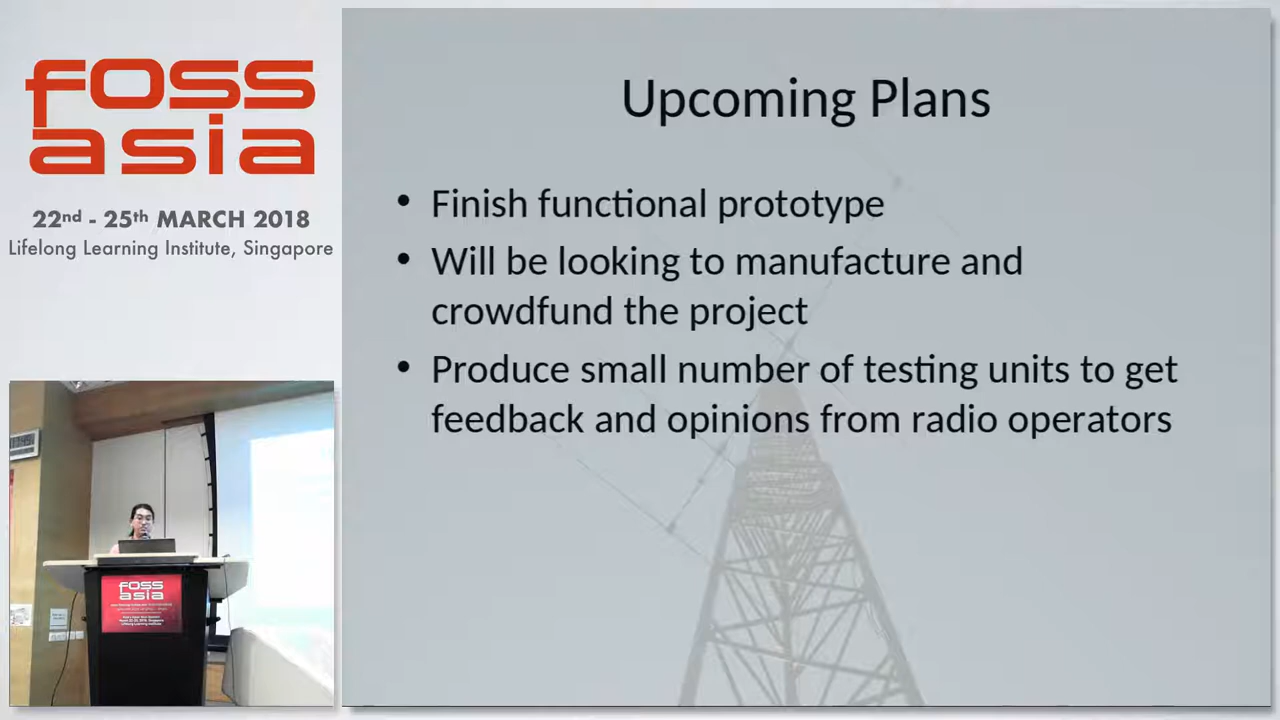 foss
asia
22nd - 25th MARCH 2018
Lifelong Learning Institute, Singapore
Upcoming Plans
• Finish functional prototype
• Will be looking to manufacture and
crowdfund the project
• Produce small number of testing units to get
feedback and opinions from radio operators
foss
asia